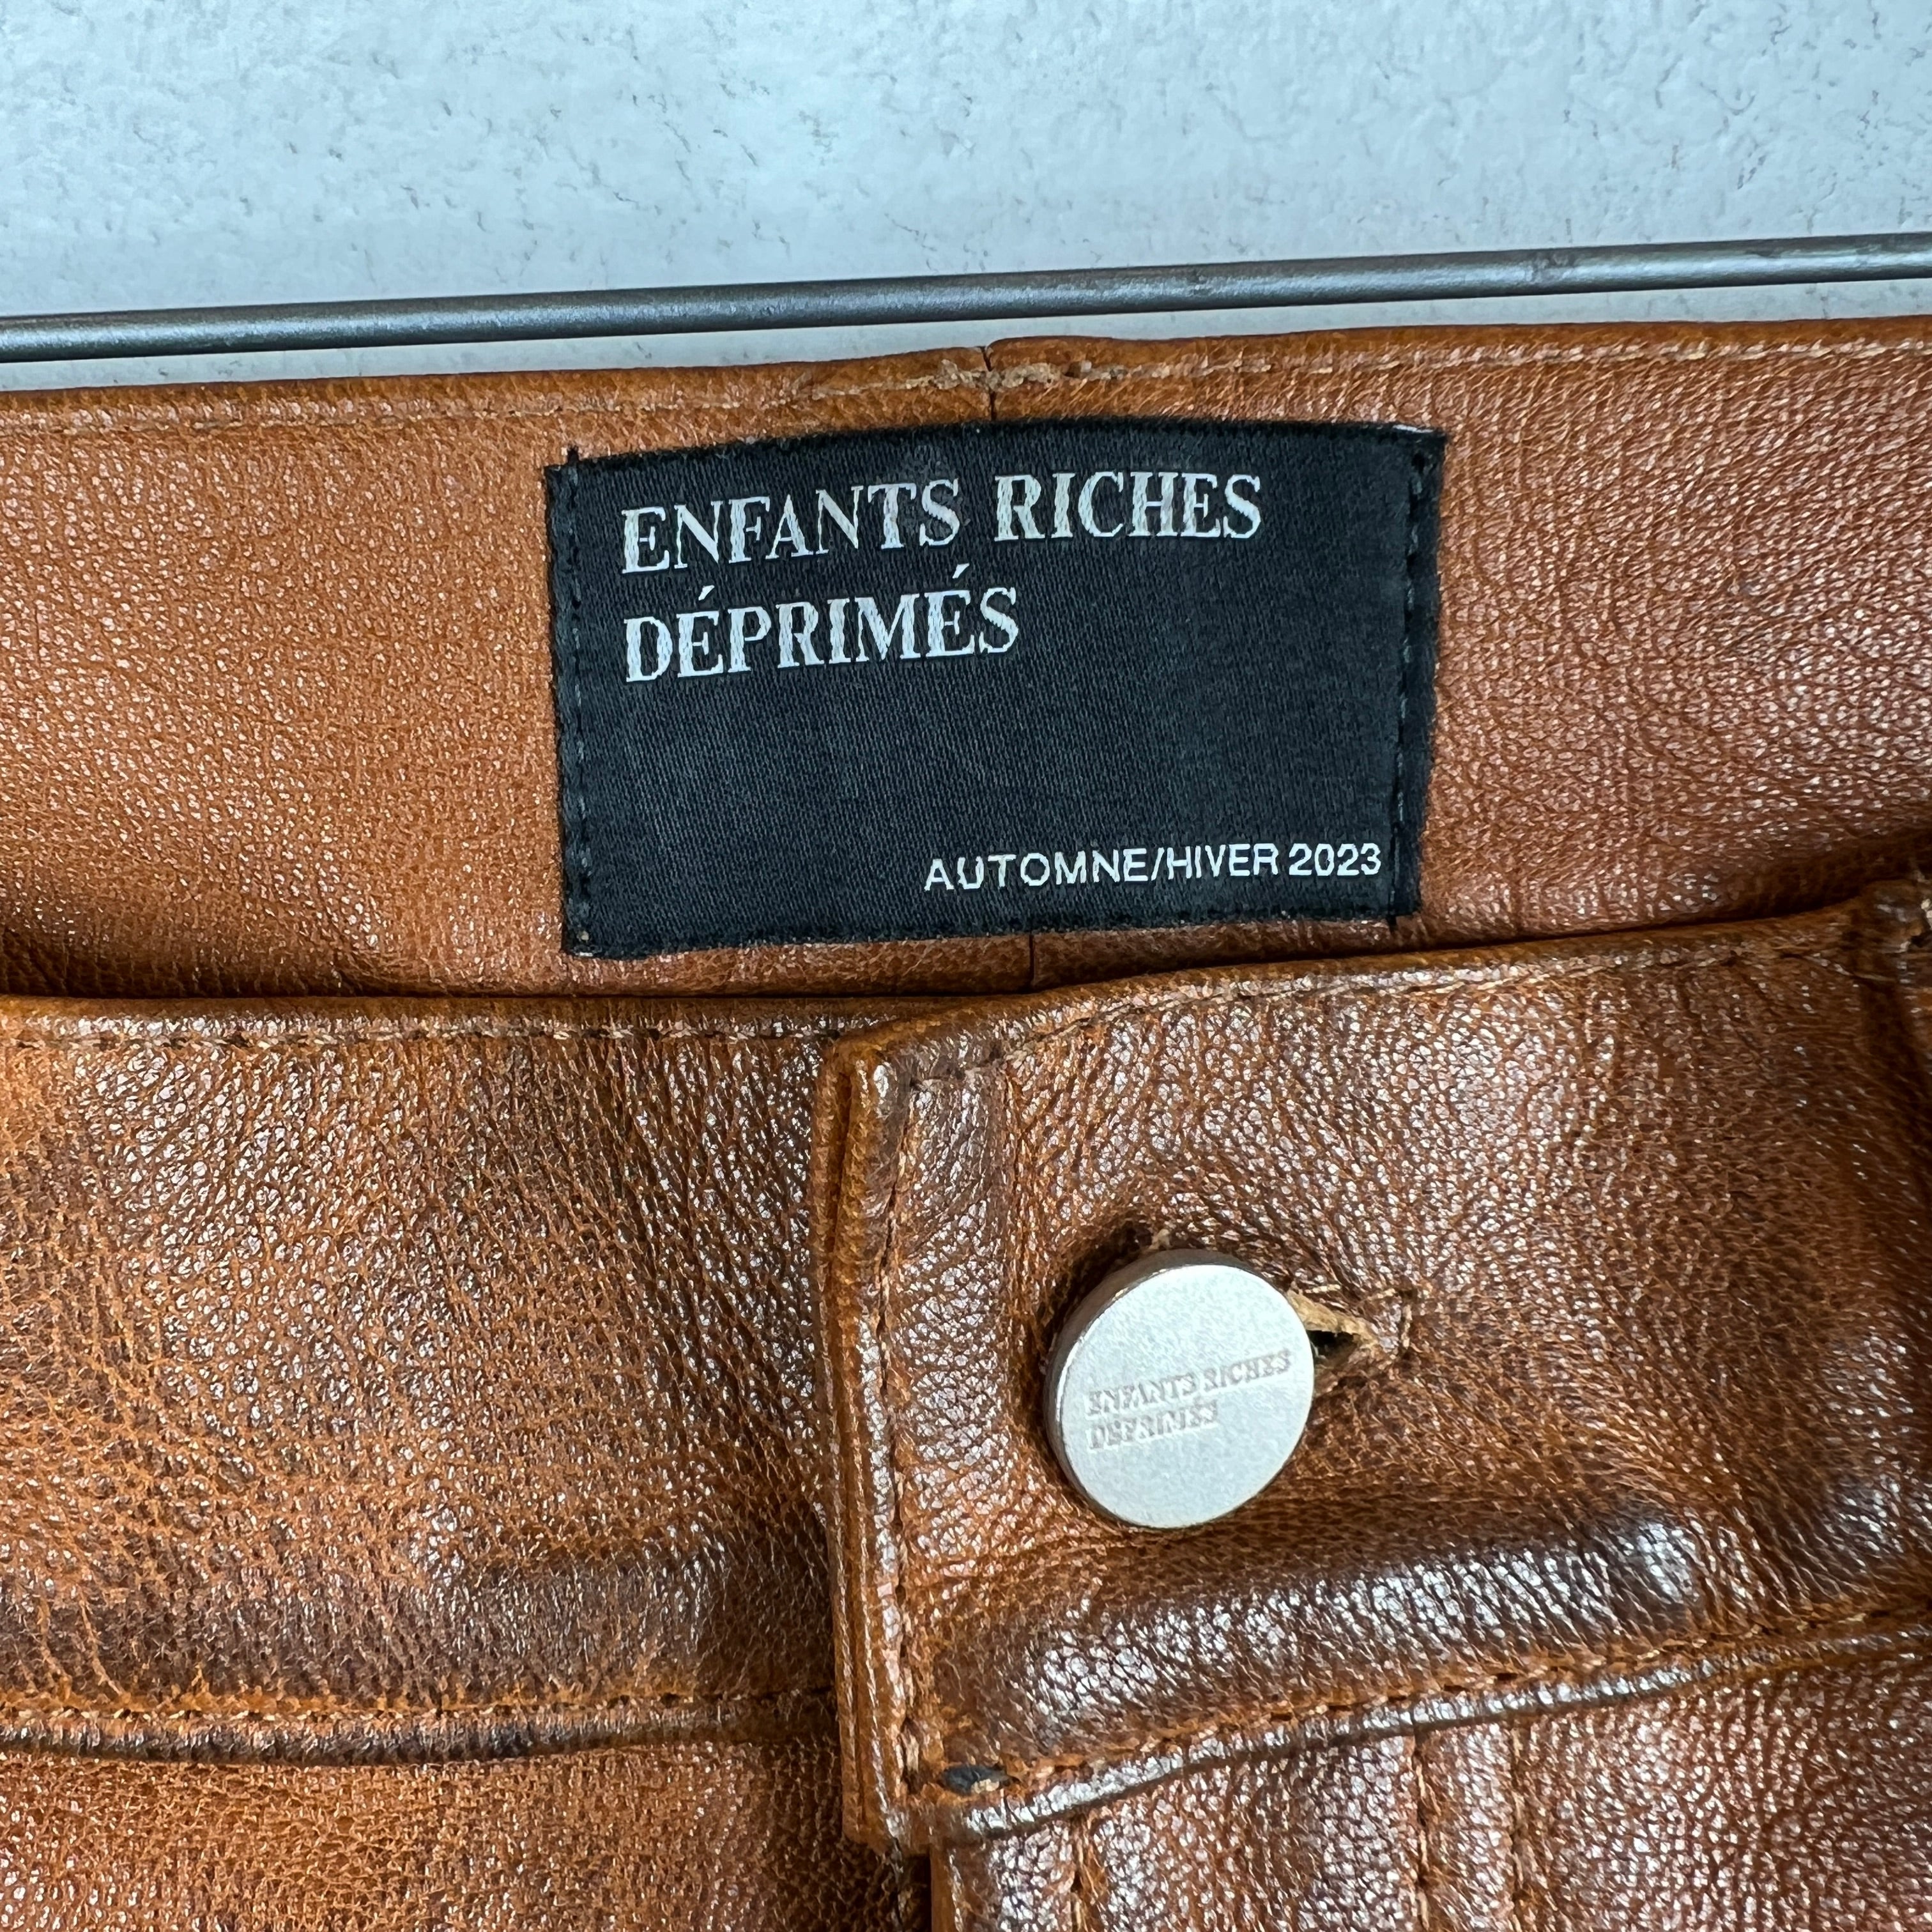 ENFANTS RICHES
DÉPRIMÉS
AUTOMNE/HIVER 2023
ENFANTS RICHES
DÉPRIMÉS